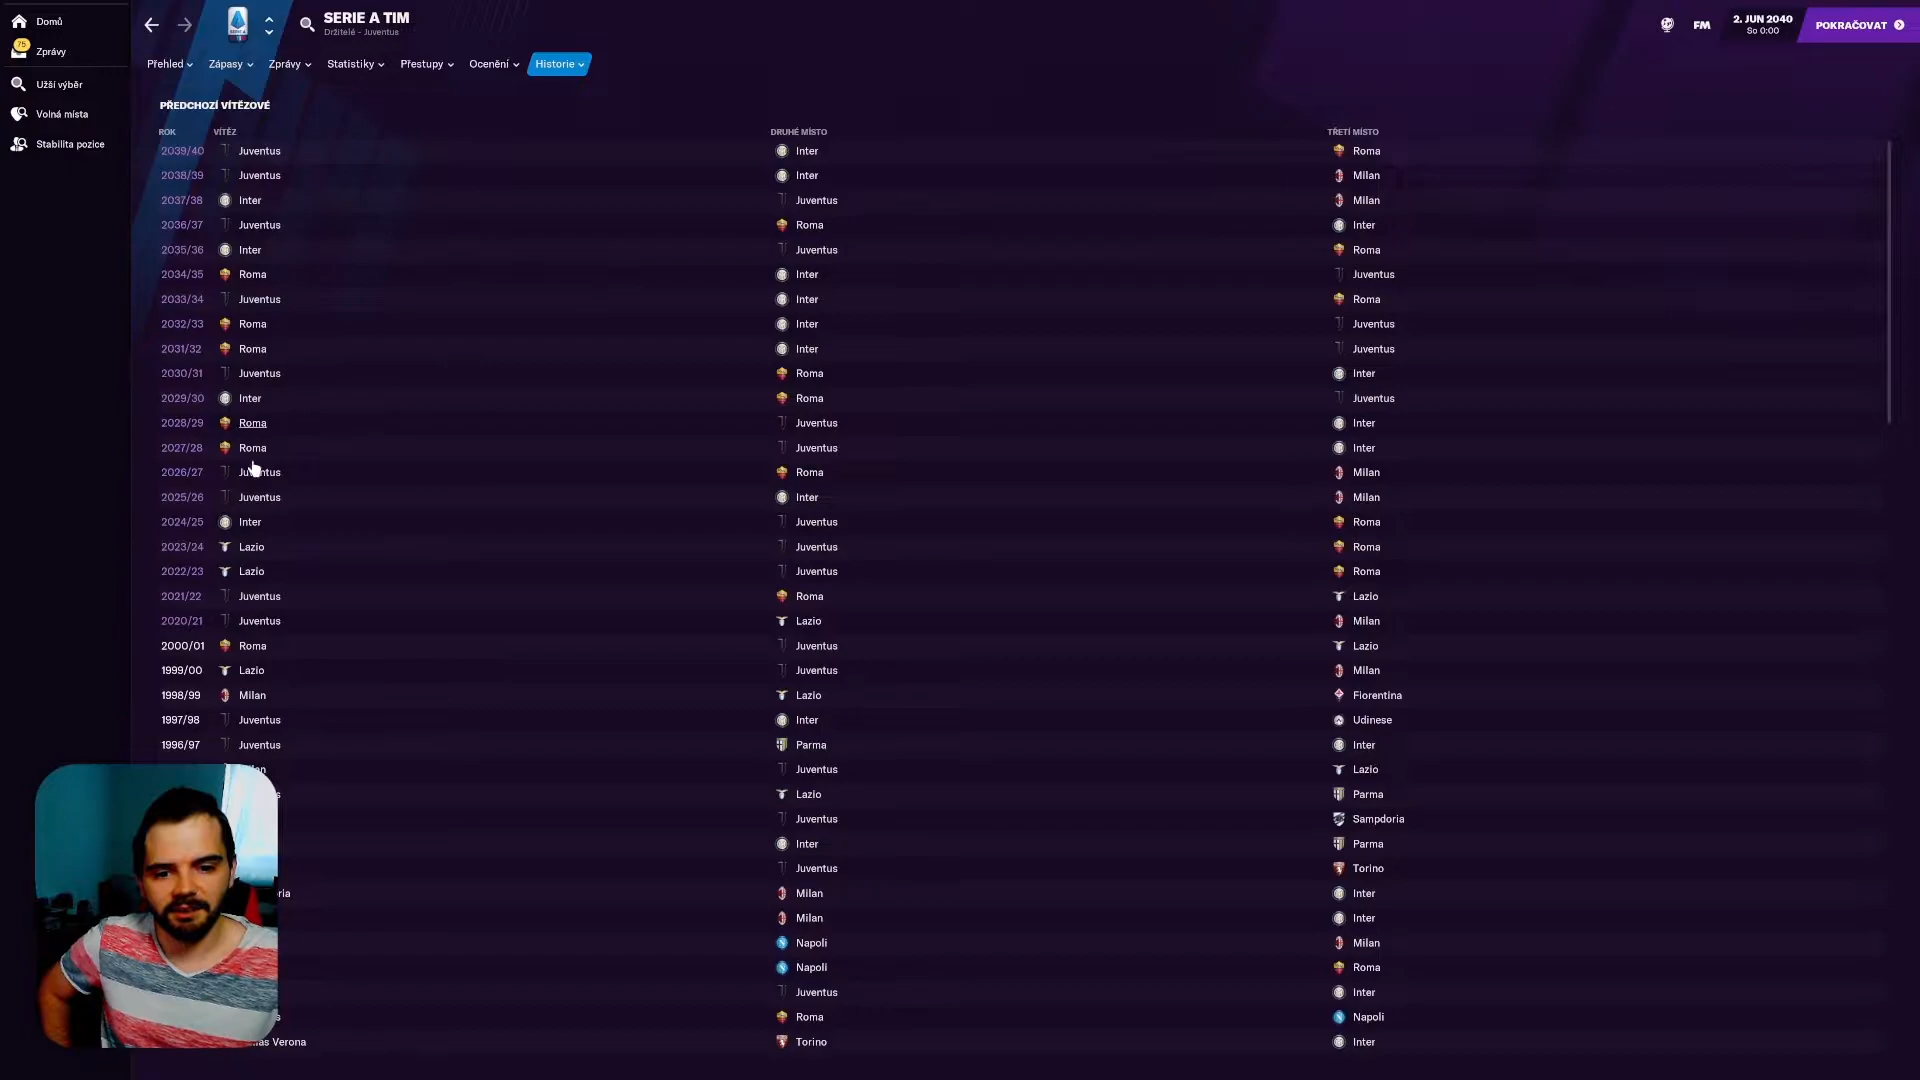 Domů
75
Zprávy
Užší výběr
Volná místa
Stabilita pozice
SERIE A TIM
Držitelé - Juventus
FM
2. JUN 2040
So 0:00
POKRAČOVAT
Přehled Zápasy Zprávy Statistiky Přestupy Ocenění Historie
PŘEDCHOZÍ VÍTĚZOVÉ
ROK VÍTĚZ DRUHÉ MÍSTO TŘETÍ MÍSTO
2039/40 Juventus Inter Roma
2038/39 Juventus Inter Milan
2037/38 Inter Juventus Milan
2036/37 Juventus Roma Inter
2035/36 Inter Juventus Roma
2034/35 Roma Inter Juventus
2033/34 Juventus Inter Roma
2032/33 Roma Inter Juventus
2031/32 Roma Inter Juventus
2030/31 Juventus Roma Inter
2029/30 Inter Roma Juventus
2028/29 Roma Juventus Inter
2027/28 Roma Juventus Inter
2026/27 Juventus Roma Milan
2025/26 Juventus Inter Milan
2024/25 Inter Juventus Roma
2023/24 Lazio Juventus Roma
2022/23 Lazio Juventus Roma
2021/22 Juventus Roma Lazio
2020/21 Juventus Lazio Milan
2000/01 Roma Juventus Lazio
1999/00 Lazio Juventus Milan
1998/99 Milan Lazio Fiorentina
1997/98 Juventus Inter Udinese
1996/97 Juventus Parma Inter
Juventus Lazio
Lazio Parma
Juventus Sampdoria
Inter Parma
Juventus Torino
Milan Inter
Milan Inter
Napoli Milan
Napoli Roma
Juventus Inter
Roma Napoli
Verona Torino Inter